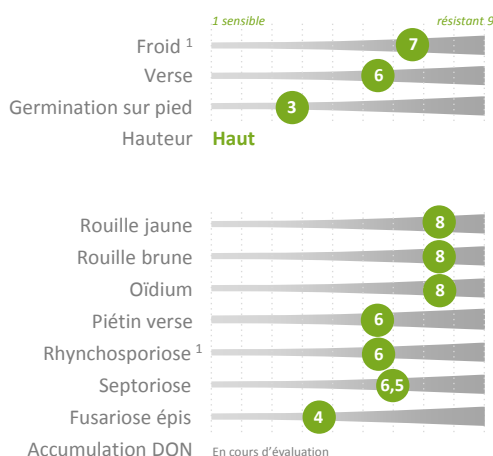 1 sensible résistant 9
Froid ¹ 7
Verse 6
Germination sur pied 3
Hauteur Haut
Rouille jaune 8
Rouille brune 8
Oïdium 8
Piétin verse 6
Rhynchosporiose ¹ 6
Septoriose 6,5
Fusariose épis 4
Accumulation DON En cours d'évaluation